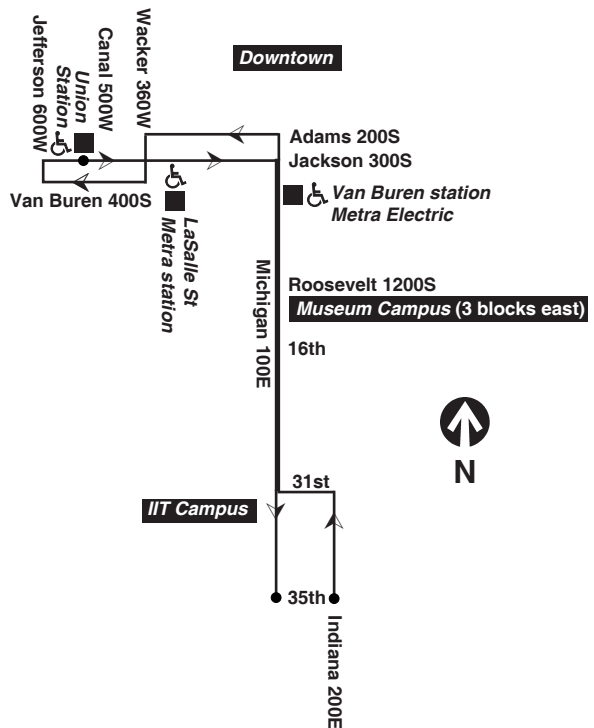 Jefferson 600W
Union
Station
Canal 500W
Wacker 360W
Downtown
Adams 200S
Jackson 300S
Van Buren 400S
Van Buren station
Metra Electric
LaSalle St
Metra station
Michigan 100E
Roosevelt 1200S
Museum Campus (3 blocks east)
16th
N
31st
IIT Campus
35th
Indiana 200E